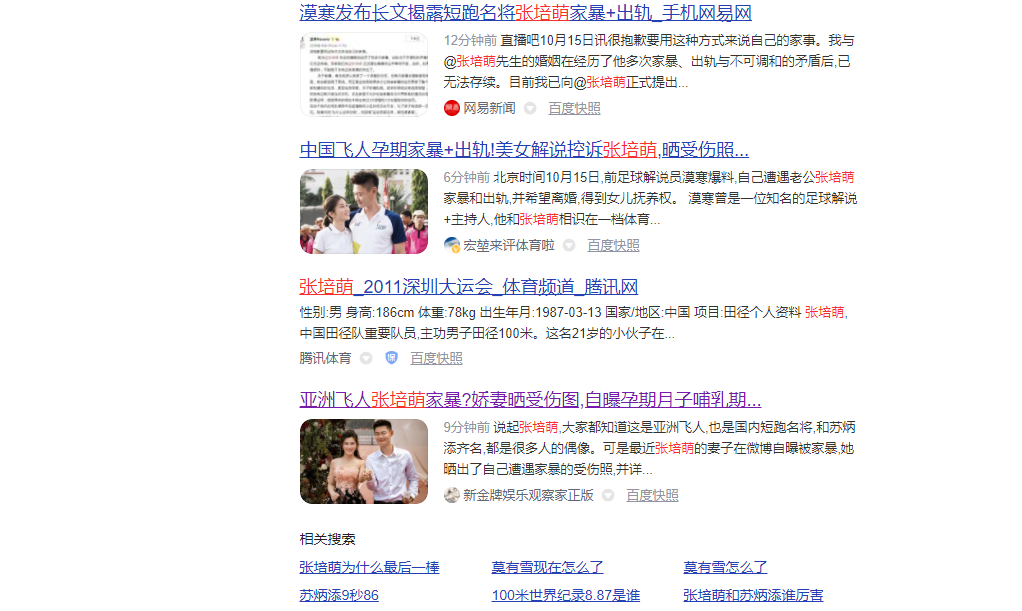 漠寒发布长文揭露短跑名将张培萌家暴+出轨_手机网易网
12分钟前 直播吧10月15日讯很抱歉要用这种方式来说自己的家事。我与
@张培萌先生的婚姻在经历了他多次家暴、出轨与不可调和的矛盾后,已
无法存续。目前我已向@张培萌正式提出...
网易新闻 百度快照
中国飞人孕期家暴+出轨!美女解说控诉张培萌,晒受伤照...
6分钟前 北京时间10月15日,前足球解说员漠寒爆料,自己遭遇老公张培萌
家暴和出轨,并希望离婚,得到女儿抚养权。 漠寒曾是一位知名的足球解说
+主持人,他和张培萌相识在一档体育...
宏堃来评体育啦 百度快照
张培萌_2011深圳大运会_体育频道_腾讯网
性别:男 身高:186cm 体重:78kg 出生年月:1987-03-13 国家/地区:中国 项目:田径个人资料 张培萌,
中国田径队重要队员,主功男子田径100米。这名21岁的小伙子在...
腾讯体育 保 百度快照
亚洲飞人张培萌家暴?娇妻晒受伤图,自曝孕期月子哺乳期...
9分钟前 说起张培萌,大家都知道这是亚洲飞人,也是国内短跑名将,和苏炳
添齐名,都是很多人的偶像。可是最近张培萌的妻子在微博自曝被家暴,她
晒出了自己遭遇家暴的受伤照,并详...
新金牌娱乐观察家正版 百度快照
相关搜索
张培萌为什么最后一棒 莫有雪现在怎么了 莫有雪怎么了
苏炳添9秒86 100米世界纪录8.87是谁 张培萌和苏炳添谁厉害